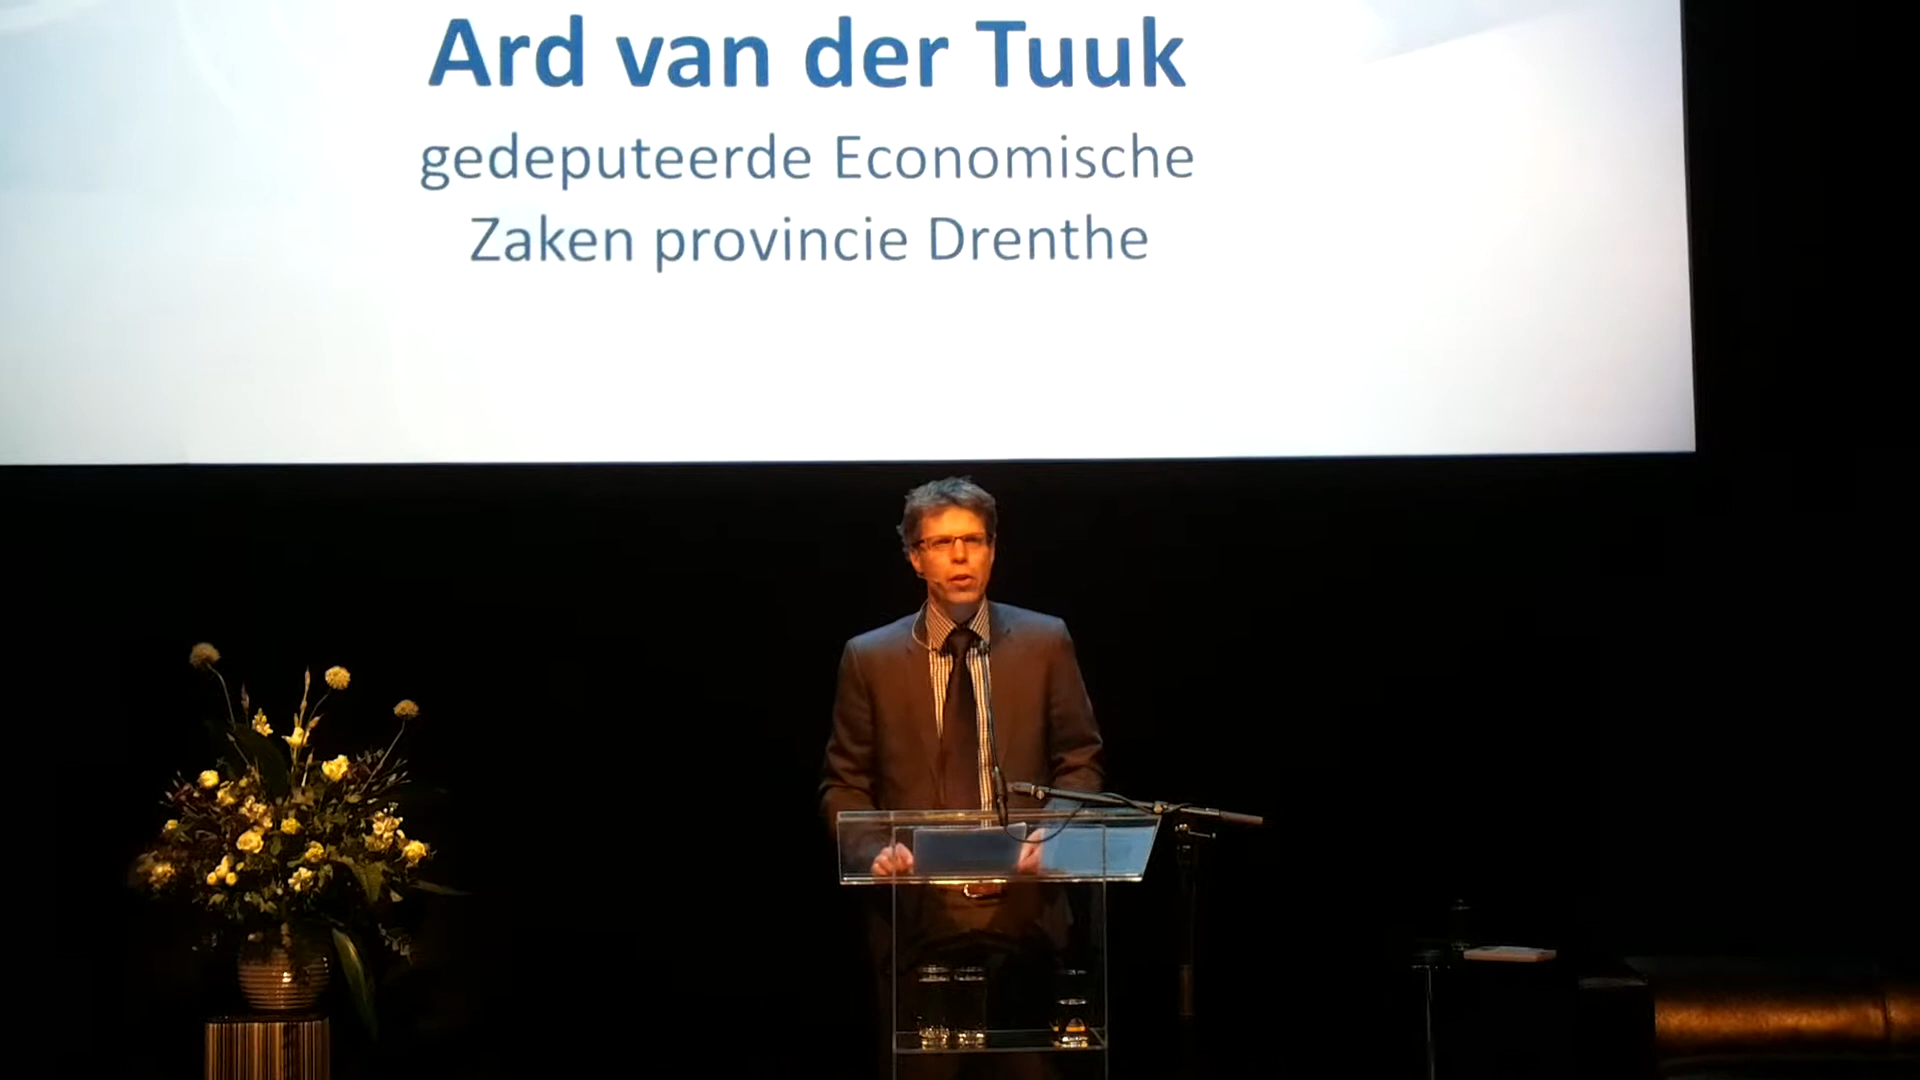 Ard van der Tuuk
gedeputeerde Economische
Zaken provincie Drenthe